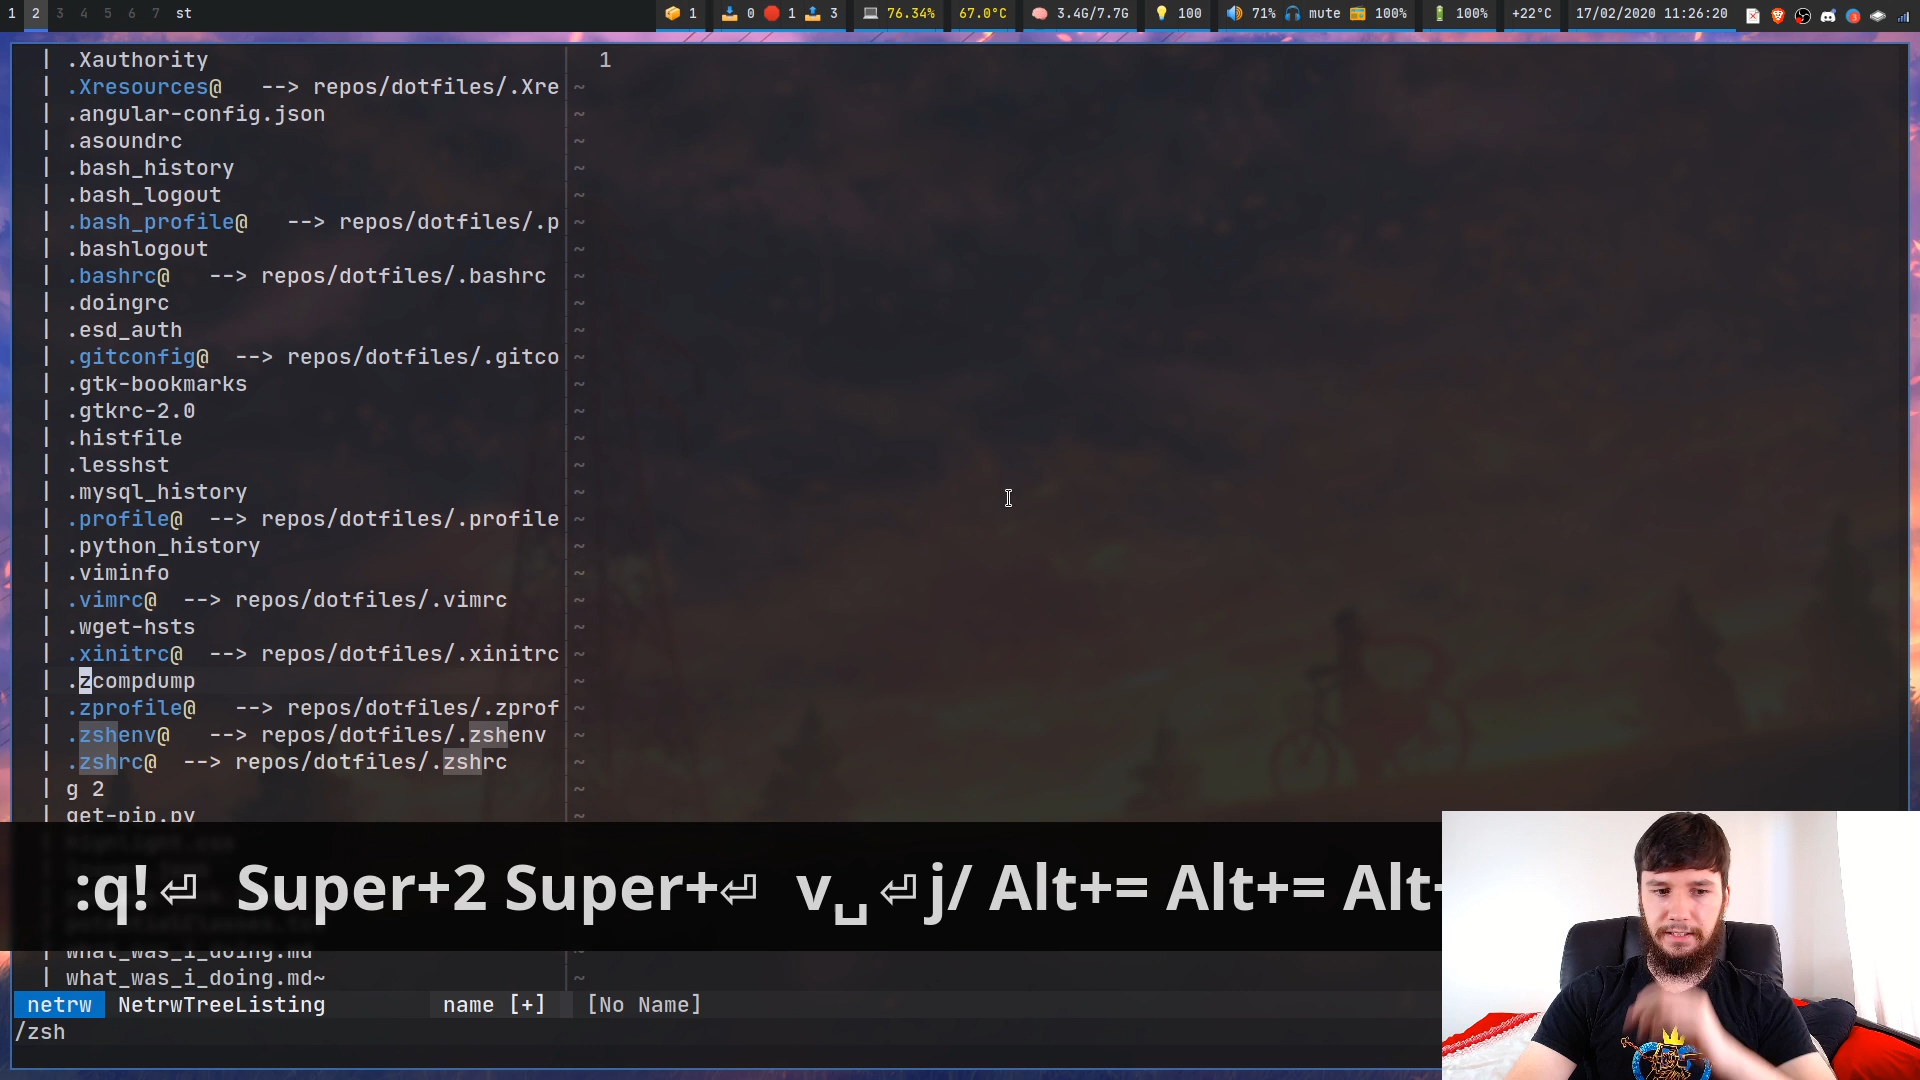 1 2 3 4 5 6 7 st 1 0 1 3 76.34% 67.0°C 3.4G/7.7G 100 71% mute 100% 100% +22°C 17/02/2020 11:26:20
| .Xauthority 1
| .Xresources@ --> repos/dotfiles/.Xre ~
| .angular-config.json ~
| .asoundrc ~
| .bash_history ~
| .bash_logout ~
| .bash_profile@ --> repos/dotfiles/.p ~
| .bashlogout ~
| .bashrc@ --> repos/dotfiles/.bashrc ~
| .doingrc ~
| .esd_auth ~
| .gitconfig@ --> repos/dotfiles/.gitco ~
| .gtk-bookmarks ~
| .gtkrc-2.0 ~
| .histfile ~
| .lesshst ~
| .mysql_history ~
| .profile@ --> repos/dotfiles/.profile ~
| .python_history ~
| .viminfo ~
| .vimrc@ --> repos/dotfiles/.vimrc ~
| .wget-hsts ~
| .xinitrc@ --> repos/dotfiles/.xinitrc ~
| .zcompdump ~
| .zprofile@ --> repos/dotfiles/.zprof ~
| .zshenv@ --> repos/dotfiles/.zshenv ~
| .zshrc@ --> repos/dotfiles/.zshrc ~
| g 2 ~
| get-pip.py ~
:q!⏎ Super+2 Super+⏎ v␣⏎j/ Alt+= Alt+= Alt+
| what_was_i_doing.md
| what_was_i_doing.md~ ~
netrw NetrwTreeListing name [+] [No Name]
/zsh